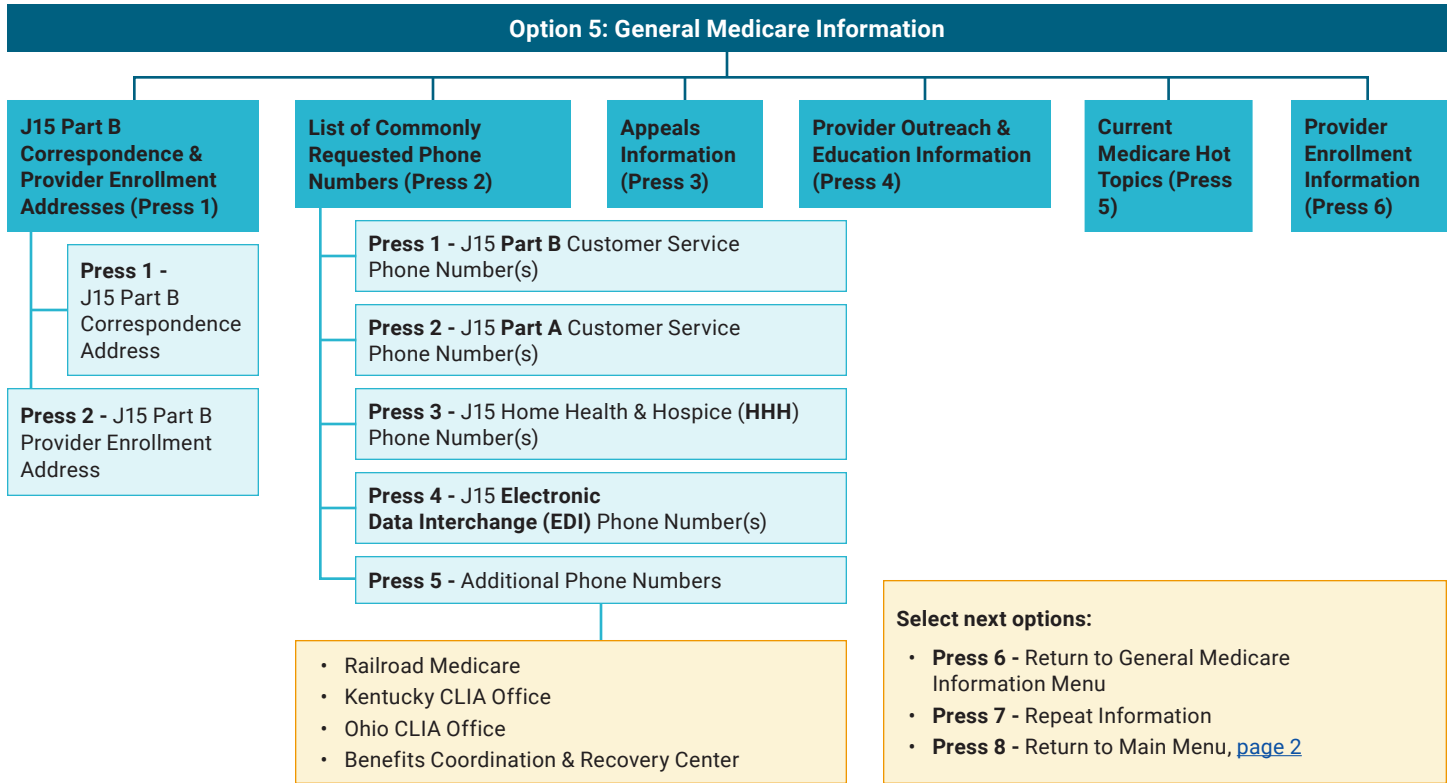 Option 5: General Medicare Information
J15 Part B
Correspondence &
Provider Enrollment
Addresses (Press 1)
Press 1 -
J15 Part B
Correspondence
Address
Press 2 - J15 Part B
Provider Enrollment
Address
List of Commonly
Requested Phone
Numbers (Press 2)
Press 1 - J15 Part B Customer Service
Phone Number(s)
Press 2 - J15 Part A Customer Service
Phone Number(s)
Press 3 - J15 Home Health & Hospice (HHH)
Phone Number(s)
Press 4 - J15 Electronic
Data Interchange (EDI) Phone Number(s)
Press 5 - Additional Phone Numbers
• Railroad Medicare
• Kentucky CLIA Office
• Ohio CLIA Office
• Benefits Coordination & Recovery Center
Appeals
Information
(Press 3)
Provider Outreach &
Education Information
(Press 4)
Current
Medicare Hot
Topics (Press
5)
Provider
Enrollment
Information
(Press 6)
Select next options:
• Press 6 - Return to General Medicare
Information Menu
• Press 7 - Repeat Information
• Press 8 - Return to Main Menu, page 2